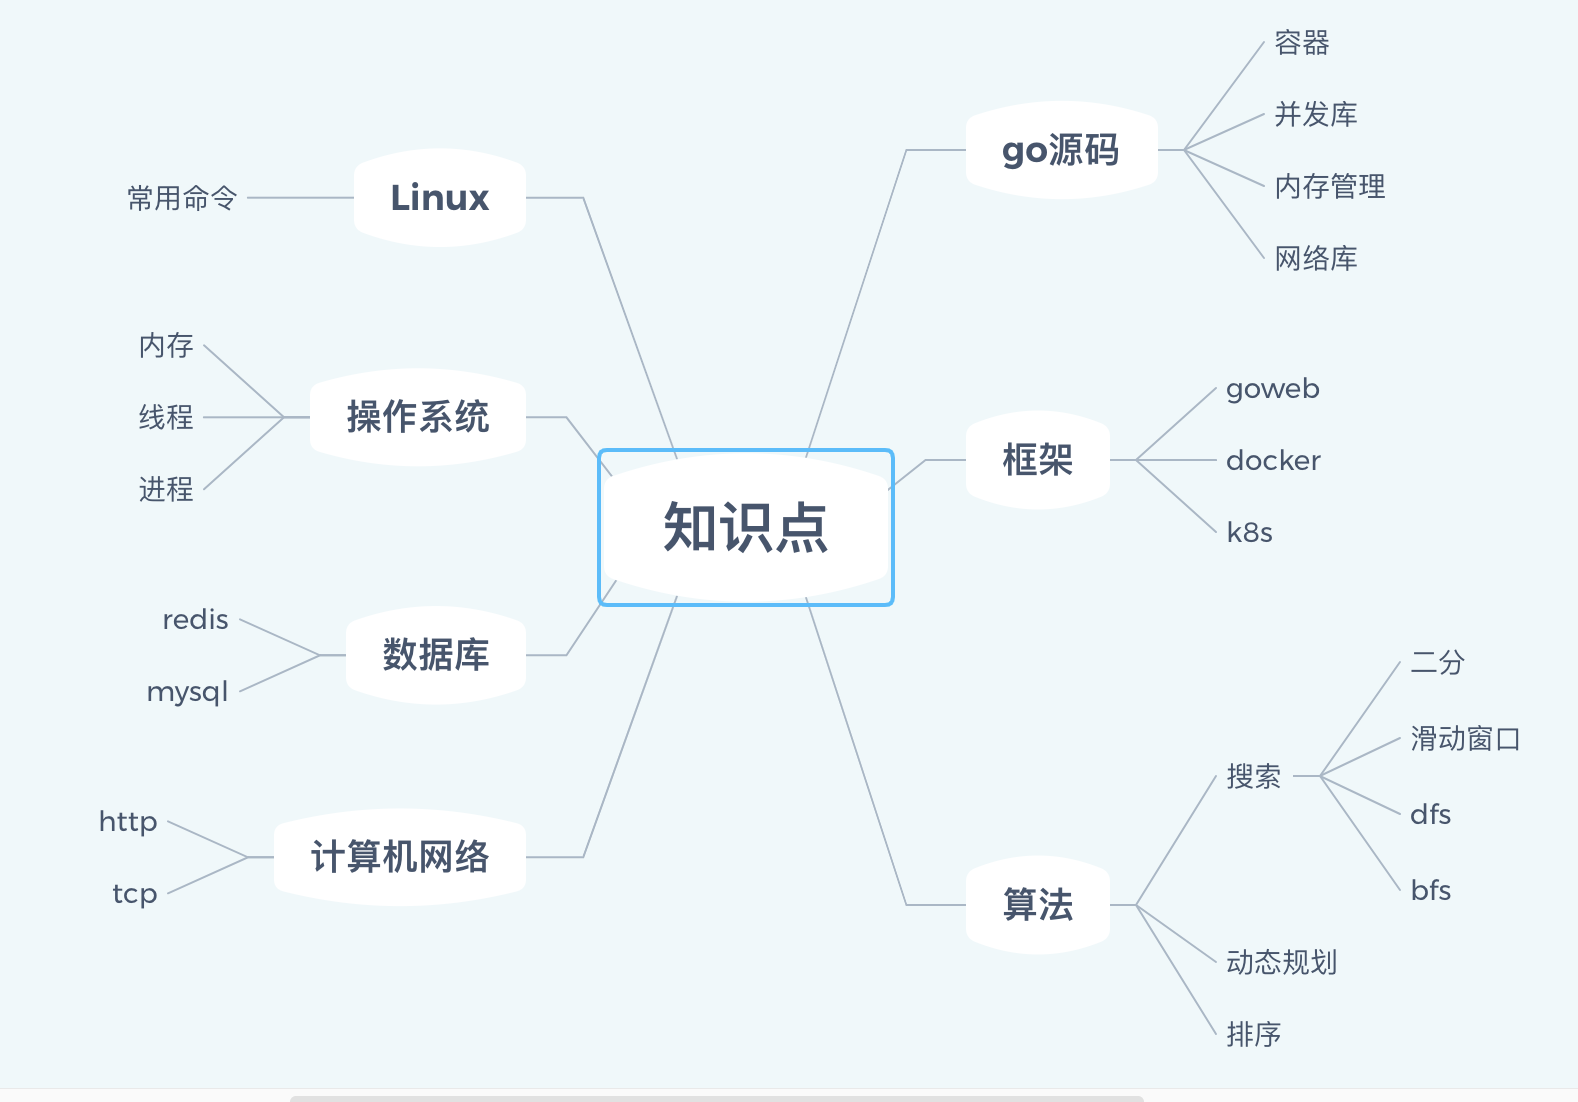 知识点
go源码
容器
并发库
内存管理
网络库
框架
goweb
docker
k8s
算法
搜索
二分
滑动窗口
dfs
bfs
动态规划
排序
Linux
常用命令
操作系统
内存
线程
进程
数据库
redis
mysql
计算机网络
http
tcp